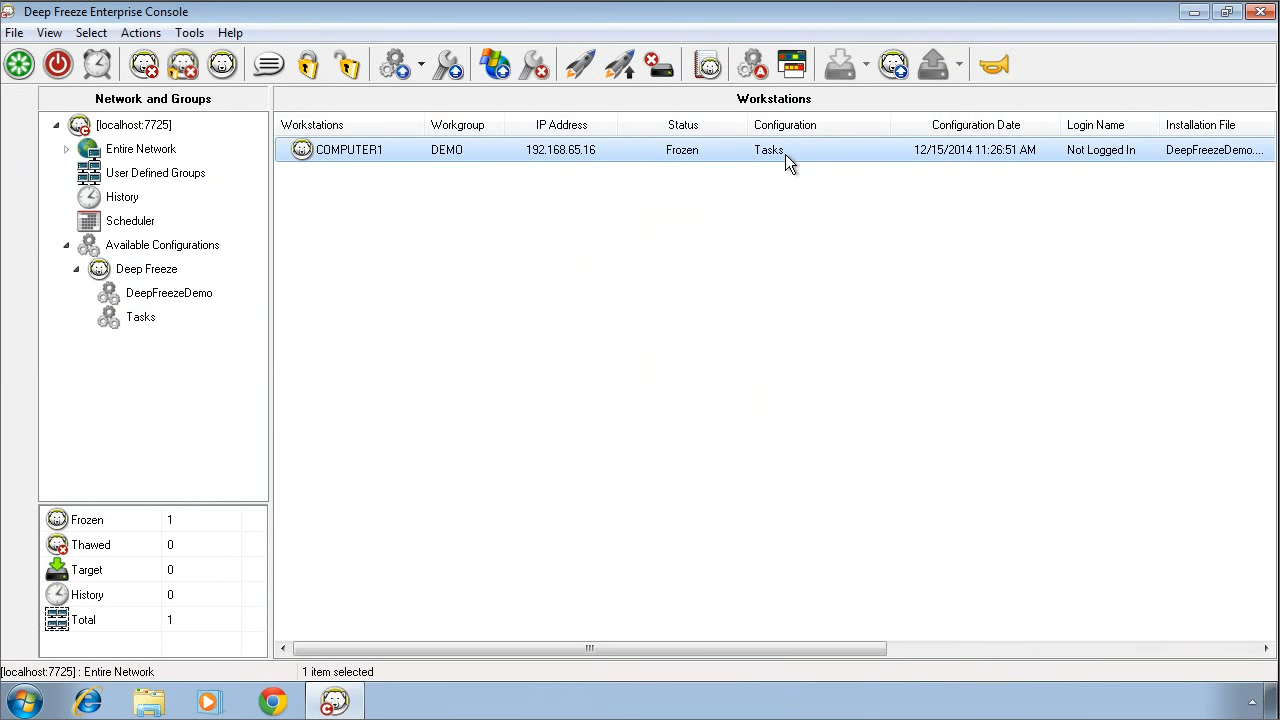 Deep Freeze Enterprise Console
File View Select Actions Tools Help
Network and Groups
[localhost:7725]
Entire Network
User Defined Groups
History
Scheduler
Available Configurations
Deep Freeze
DeepFreezeDemo
Tasks
Frozen 1
Thawed 0
Target 0
History 0
Total 1
Workstations
Workstations Workgroup IP Address Status Configuration Configuration Date Login Name Installation File
COMPUTER1 DEMO 192.168.65.16 Frozen Tasks 12/15/2014 11:26:51 AM Not Logged In DeepFreezeDemo....
[localhost:7725] : Entire Network 1 item selected